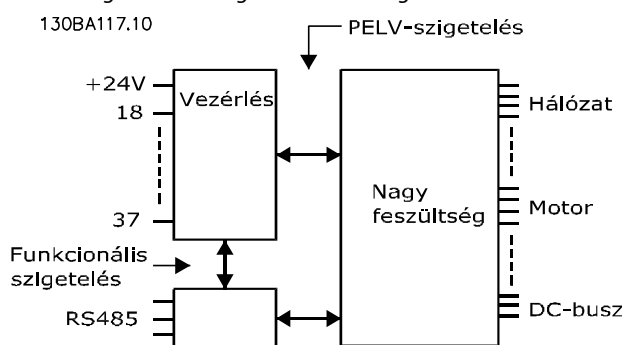 130BA117.10
PELV-szigetelés
+24V
Vezérlés
18
Hálózat
37
Nagy
feszültség
Motor
Funkcionális
szigetelés
RS485
DC-busz